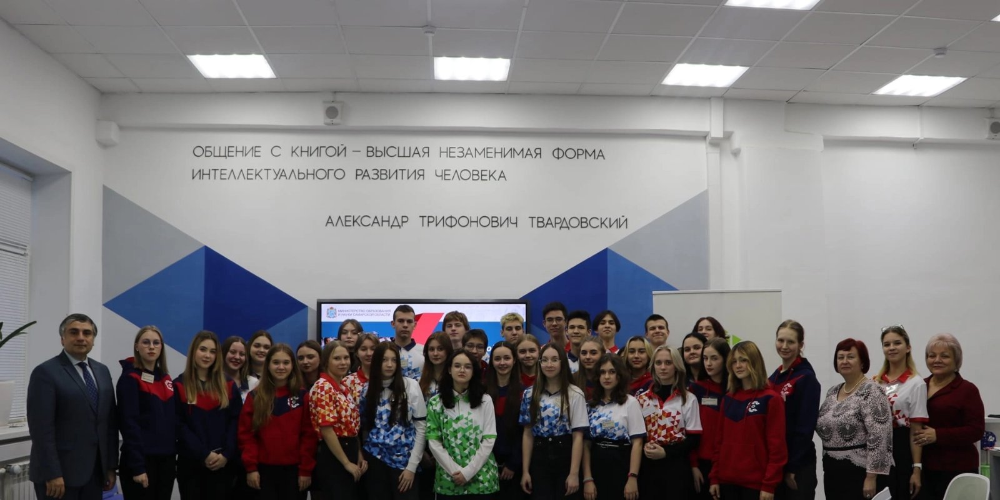 ОБЩЕНИЕ С КНИГОЙ – ВЫСШАЯ НЕЗАМЕНИМАЯ ФОРМА
ИНТЕЛЛЕКТУАЛЬНОГО РАЗВИТИЯ ЧЕЛОВЕКА
АЛЕКСАНДР ТРИФОНОВИЧ ТВАРДОВСКИЙ
МИНИСТЕРСТВО ОБРАЗОВАНИЯ
И НАУКИ САМАРСКОЙ ОБЛАСТИ